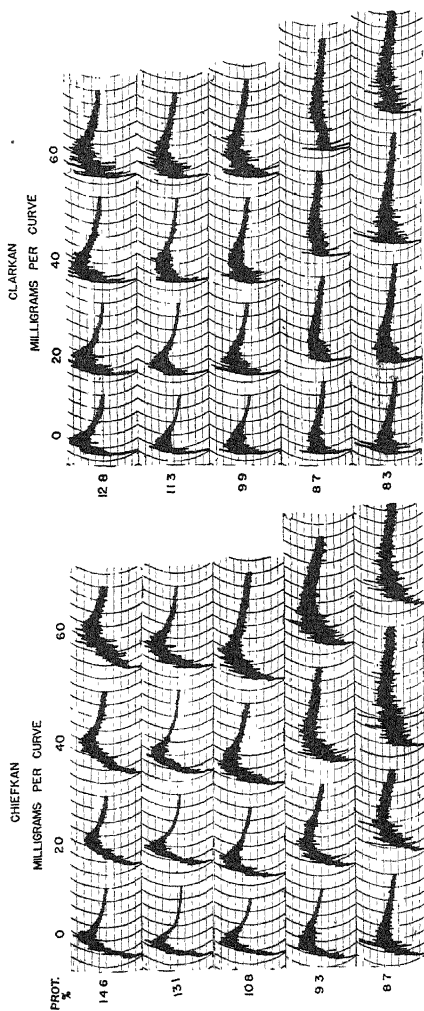 CHIEFKAN
MILLIGRAMS PER CURVE
0 20 40 60
PROT.
%
146
131
108
93
87
CLARKAN
MILLIGRAMS PER CURVE
0 20 40 60
128
113
99
87
83